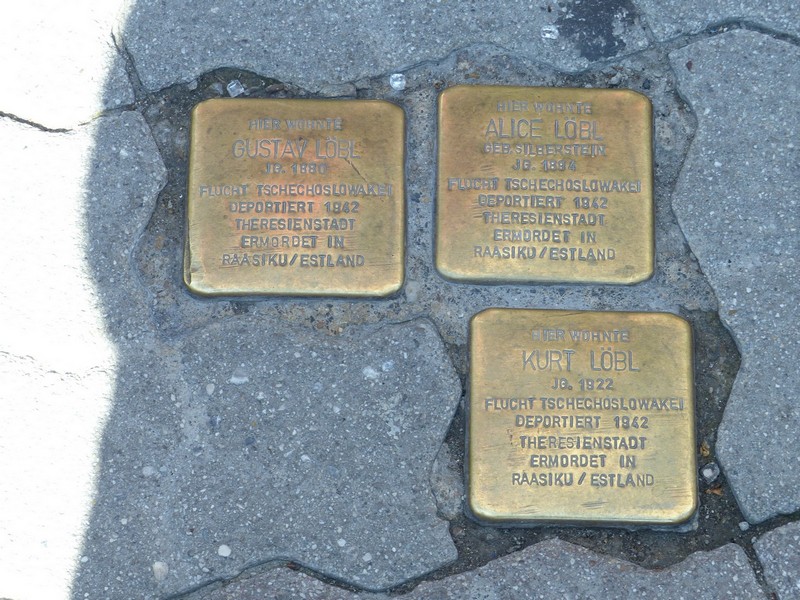 HIER WOHNTE
GUSTAV LÖBL
JG. 1880
FLUCHT TSCHECHOSLOWAKEI
DEPORTIERT 1942
THERESIENSTADT
ERMORDET IN
RAASIKU/ESTLAND
HIER WOHNTE
ALICE LÖBL
GEB. SILBERSTEIN
JG. 1894
FLUCHT TSCHECHOSLOWAKEI
DEPORTIERT 1942
THERESIENSTADT
ERMORDET IN
RAASIKU/ESTLAND
HIER WOHNTE
KURT LÖBL
JG. 1922
FLUCHT TSCHECHOSLOWAKEI
DEPORTIERT 1942
THERESIENSTADT
ERMORDET IN
RAASIKU/ESTLAND